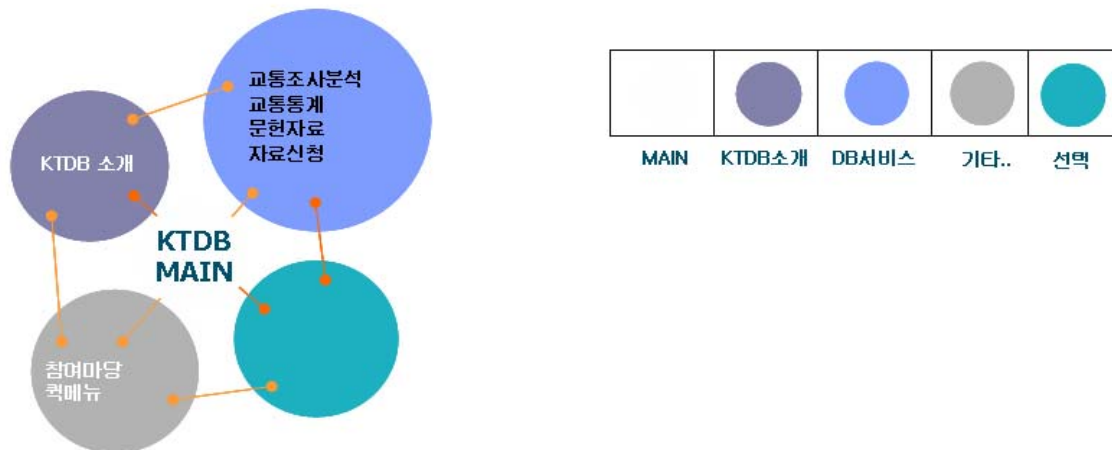 교통조사분석
교통통계
문헌자료
자료신청
KTDB 소개
KTDB
MAIN
참여마당
퀵메뉴
MAIN
KTDB소개
DB서비스
기타..
선택